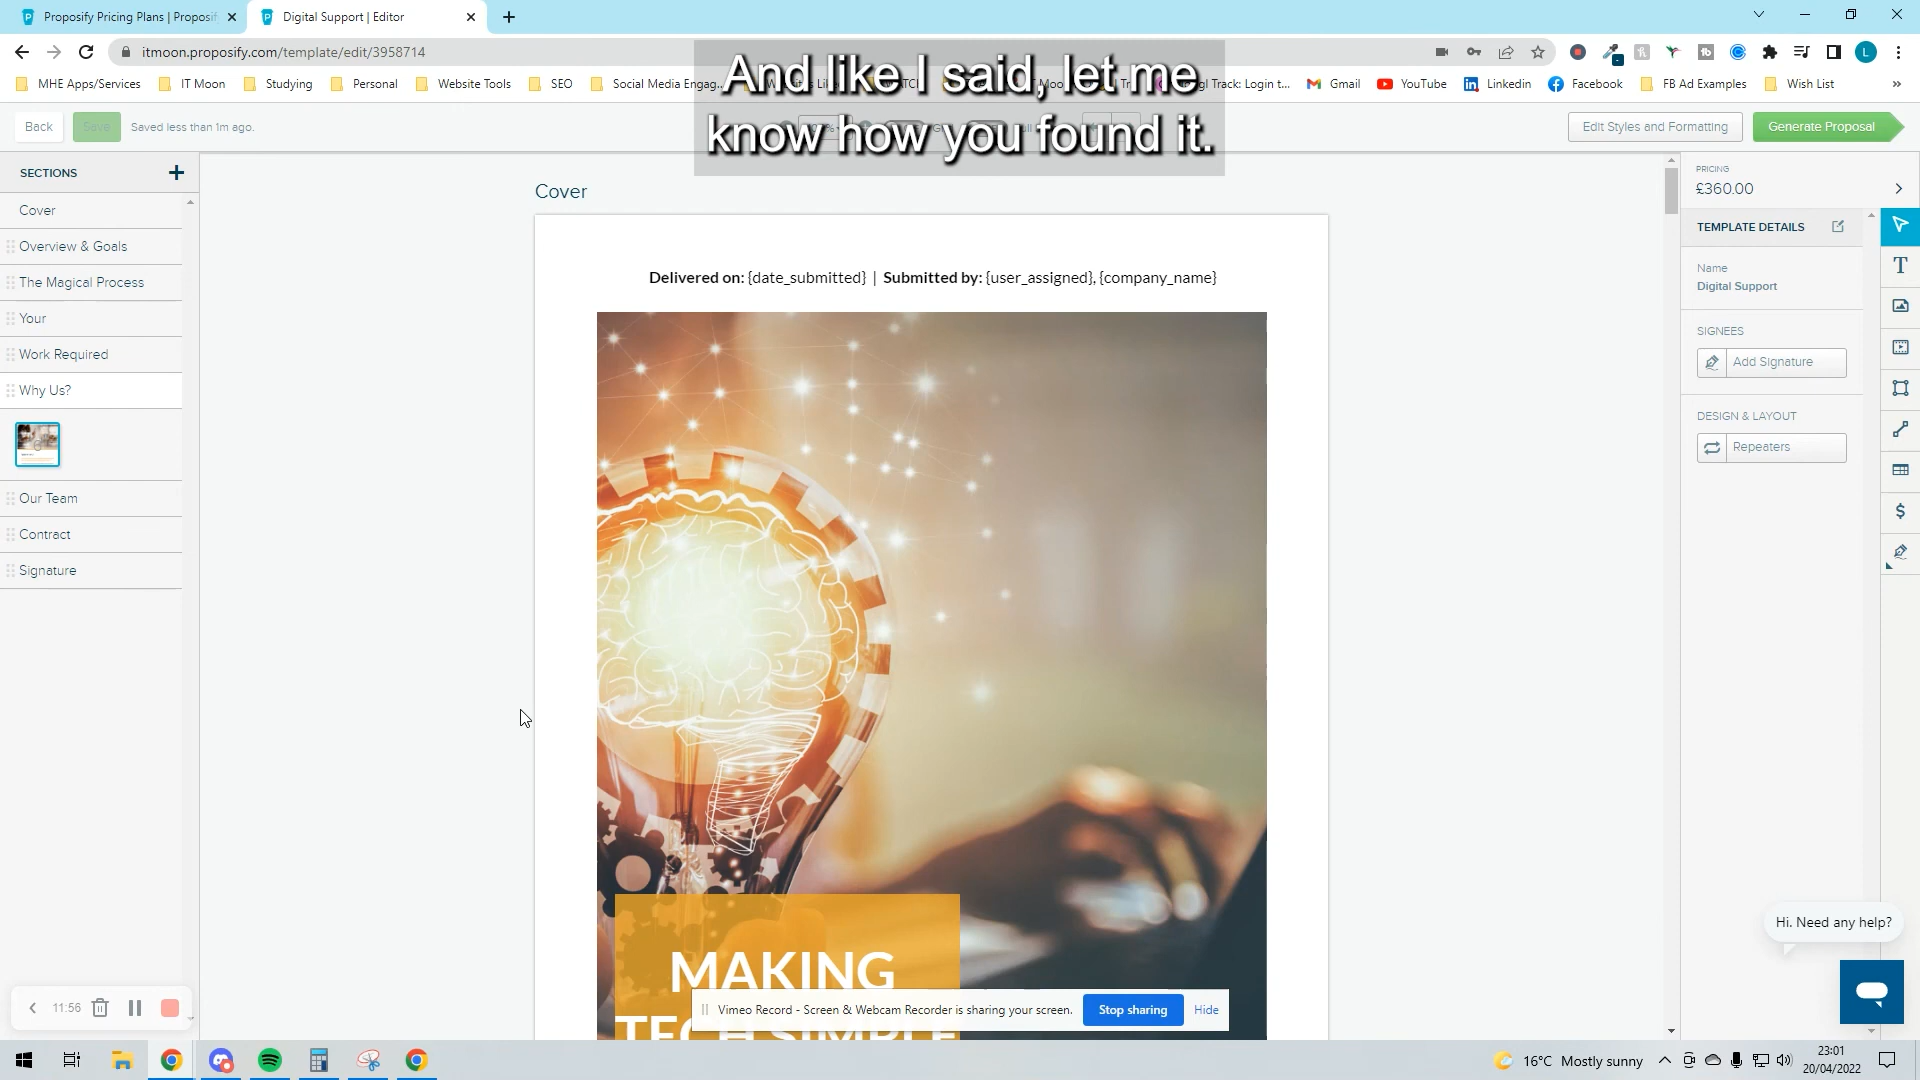 Proposify Pricing Plans | Proposif
Digital Support | Editor
itmoon.proposify.com/template/edit/3958714
MHE Apps/Services
IT Moon
Studying
Personal
Website Tools
SEO
Social Media Engag...
Login t...
Gmail
YouTube
Linkedin
Facebook
FB Ad Examples
Wish List
»
And like I said, let me
know how you found it.
Back
Save
Saved less than 1m ago.
Edit Styles and Formatting
Generate Proposal
SECTIONS
Cover
Overview & Goals
The Magical Process
Your
Work Required
Why Us?
6
Our Team
Contract
Signature
Cover
Delivered on: {date_submitted} | Submitted by: {user_assigned}, {company_name}
MAKING
TECH SIMPLE
PRICING
£360.00
TEMPLATE DETAILS
Name
Digital Support
SIGNEES
Add Signature
DESIGN & LAYOUT
Repeaters
T
$
L
Hi. Need any help?
11:56
Vimeo Record - Screen & Webcam Recorder is sharing your screen.
Stop sharing
Hide
16°C Mostly sunny
23:01
20/04/2022